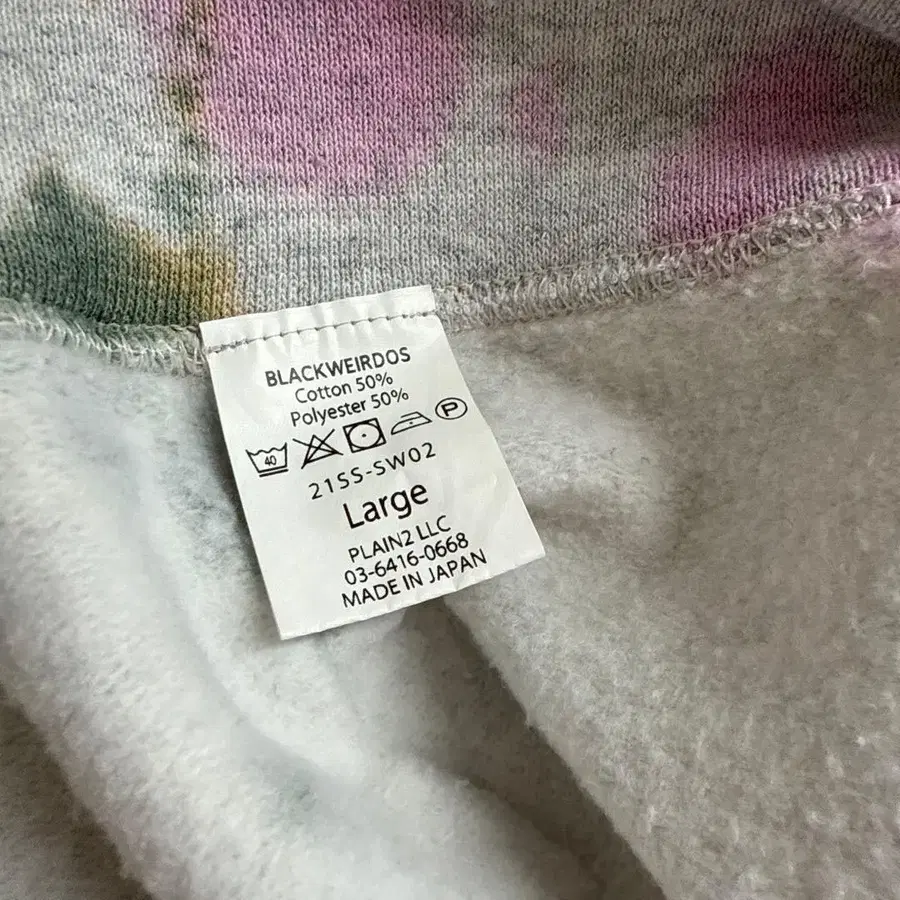 BLACKWEIRDOS
Cotton 50%
Polyester 50%
40 P
21SS-SW02
Large
PLAIN2 LLC
03-6416-0668
MADE IN JAPAN